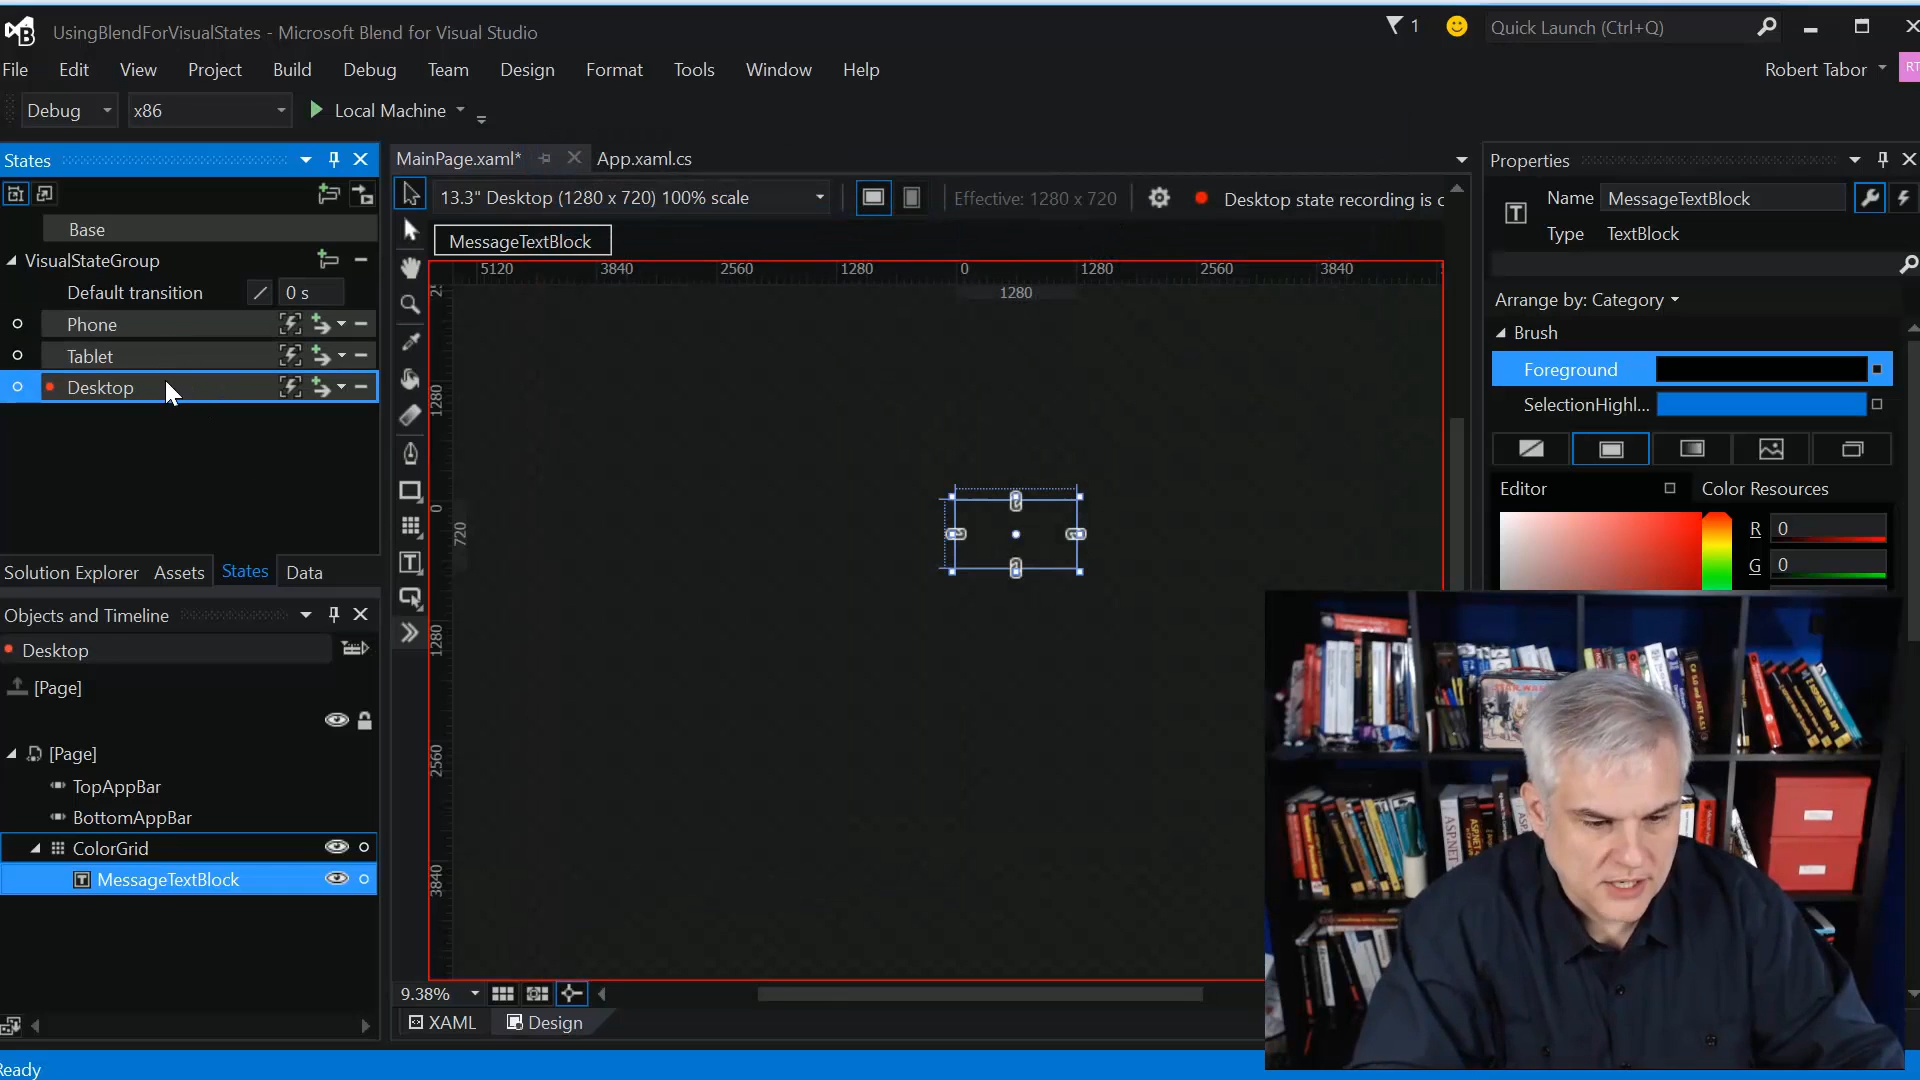 UsingBlendForVisualStates - Microsoft Blend for Visual Studio
1
Quick Launch (Ctrl+Q)
File Edit View Project Build Debug Team Design Format Tools Window Help
Robert Tabor
RT
Debug x86 Local Machine
States
MainPage.xaml* App.xaml.cs
Properties
13.3" Desktop (1280 x 720) 100% scale
Effective: 1280 x 720
Desktop state recording is
Name MessageTextBlock
Type TextBlock
Base
MessageTextBlock
VisualStateGroup
5120 3840 2560 1280 0 1280 2560 3840
1280
Default transition 0 s
Arrange by: Category
Phone
Brush
Tablet
Foreground
Desktop
SelectionHighl...
1280
0
720
1280
2560
3840
Editor Color Resources
R 0
G 0
Solution Explorer Assets States Data
Objects and Timeline
Desktop
[Page]
[Page]
TopAppBar
BottomAppBar
ColorGrid
MessageTextBlock
9.38%
XAML Design
Ready